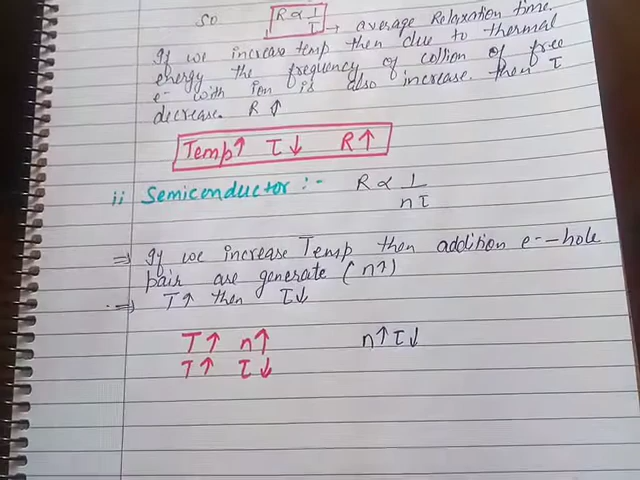 so R ∝ 1/τ → average Relaxation time.
If we increase temp then due to thermal
energy the frequency of collion of free
e⁻ with ion is also increase. then τ
decrease. R ↑
Temp↑ τ↓ R↑
ii Semiconductor :- R ∝ 1/nτ
⇒ If we increase Temp then addition e⁻–hole
pair are generate (n↑)
⇒ T↑ then τ↓
T↑ n↑ n↑ τ↓
T↑ τ↓